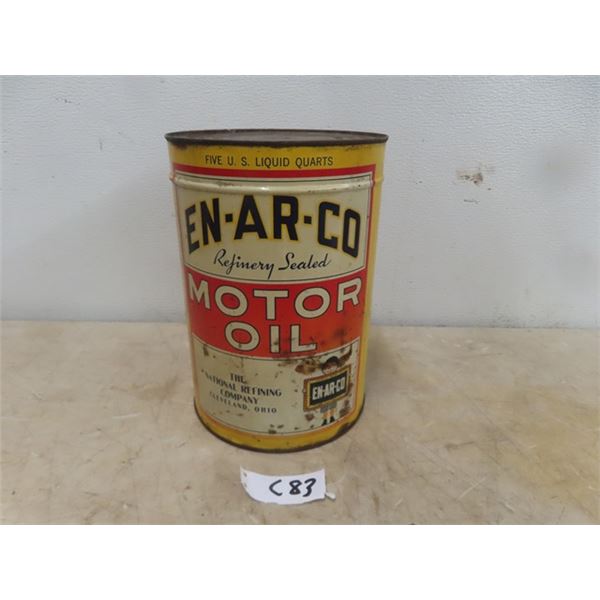 FIVE U. S. LIQUID QUARTS
EN-AR-CO
Refinery Sealed
MOTOR
OIL
THE
NATIONAL REFINING
COMPANY
CLEVELAND, OHIO
EN-AR-CO
C83